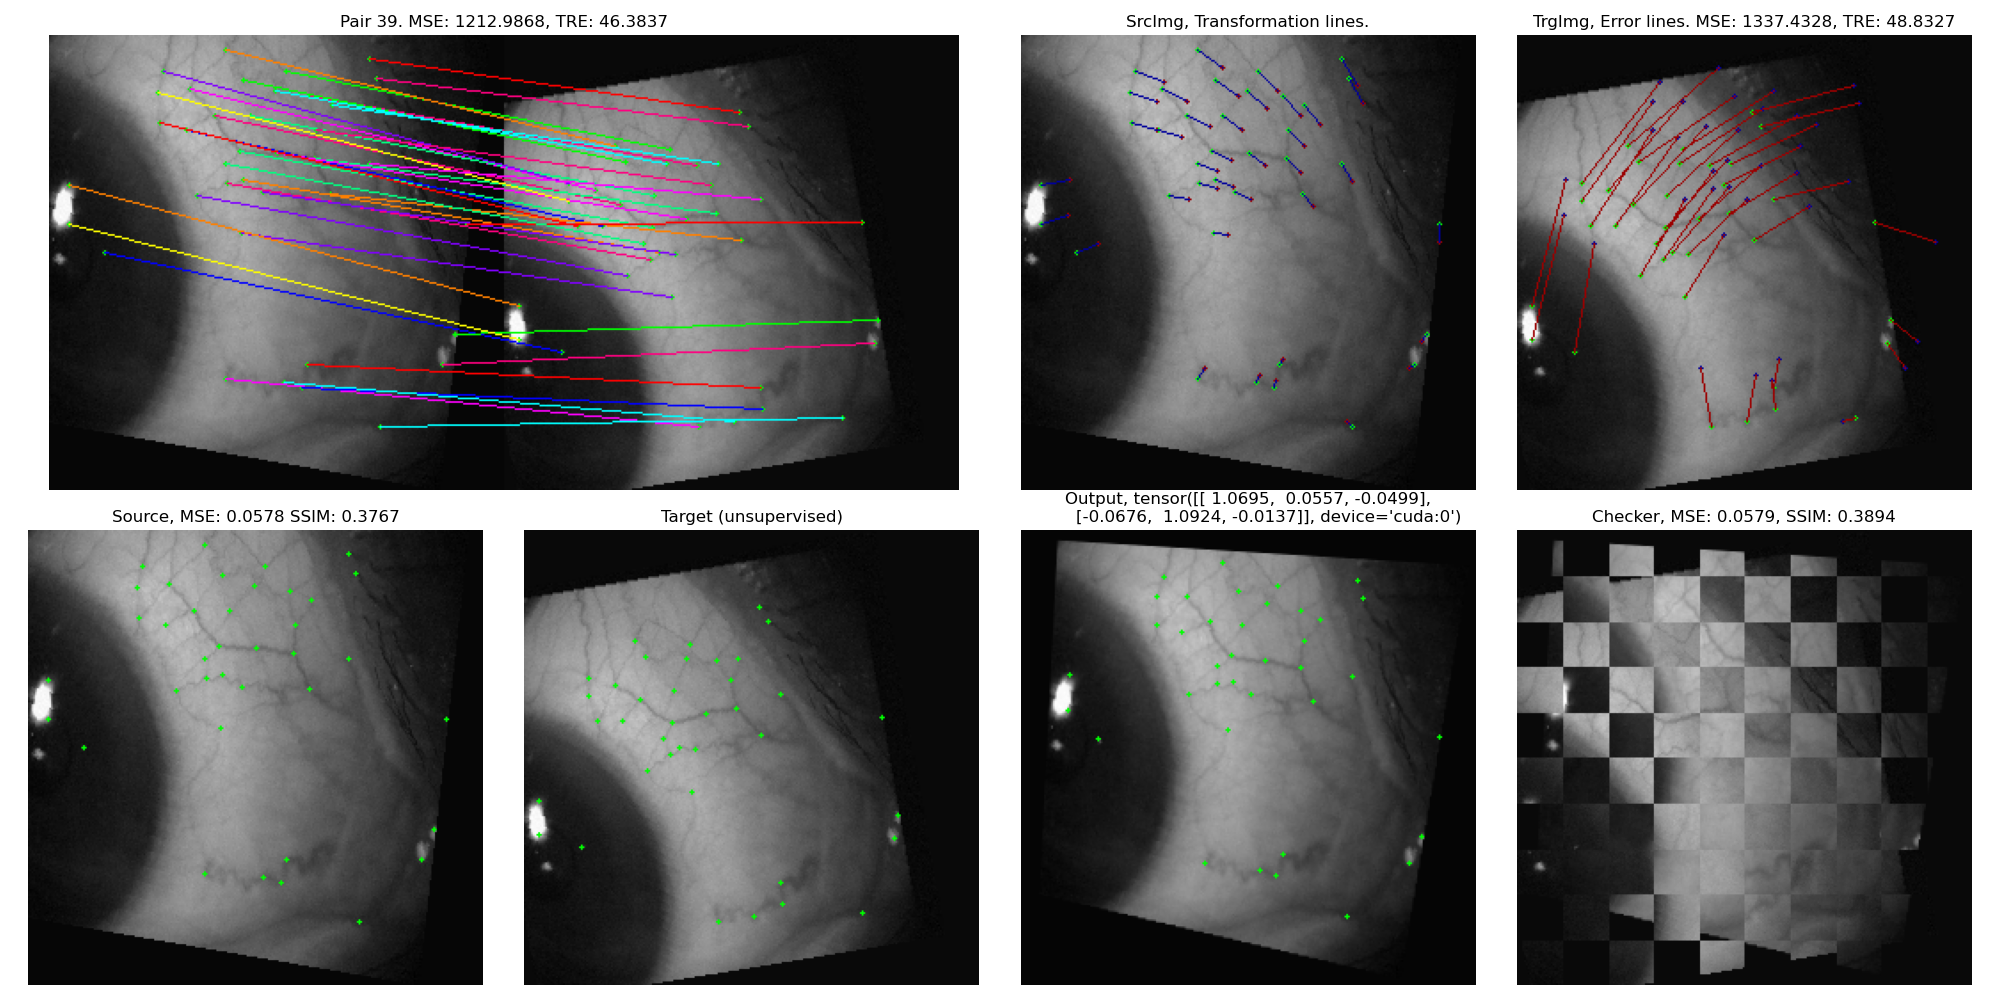 Pair 39. MSE: 1212.9868, TRE: 46.3837
SrcImg, Transformation lines.
TrgImg, Error lines. MSE: 1337.4328, TRE: 48.8327
Source, MSE: 0.0578 SSIM: 0.3767
Target (unsupervised)
Output, tensor([[ 1.0695,  0.0557, -0.0499],
[-0.0676,  1.0924, -0.0137]], device='cuda:0')
Checker, MSE: 0.0579, SSIM: 0.3894